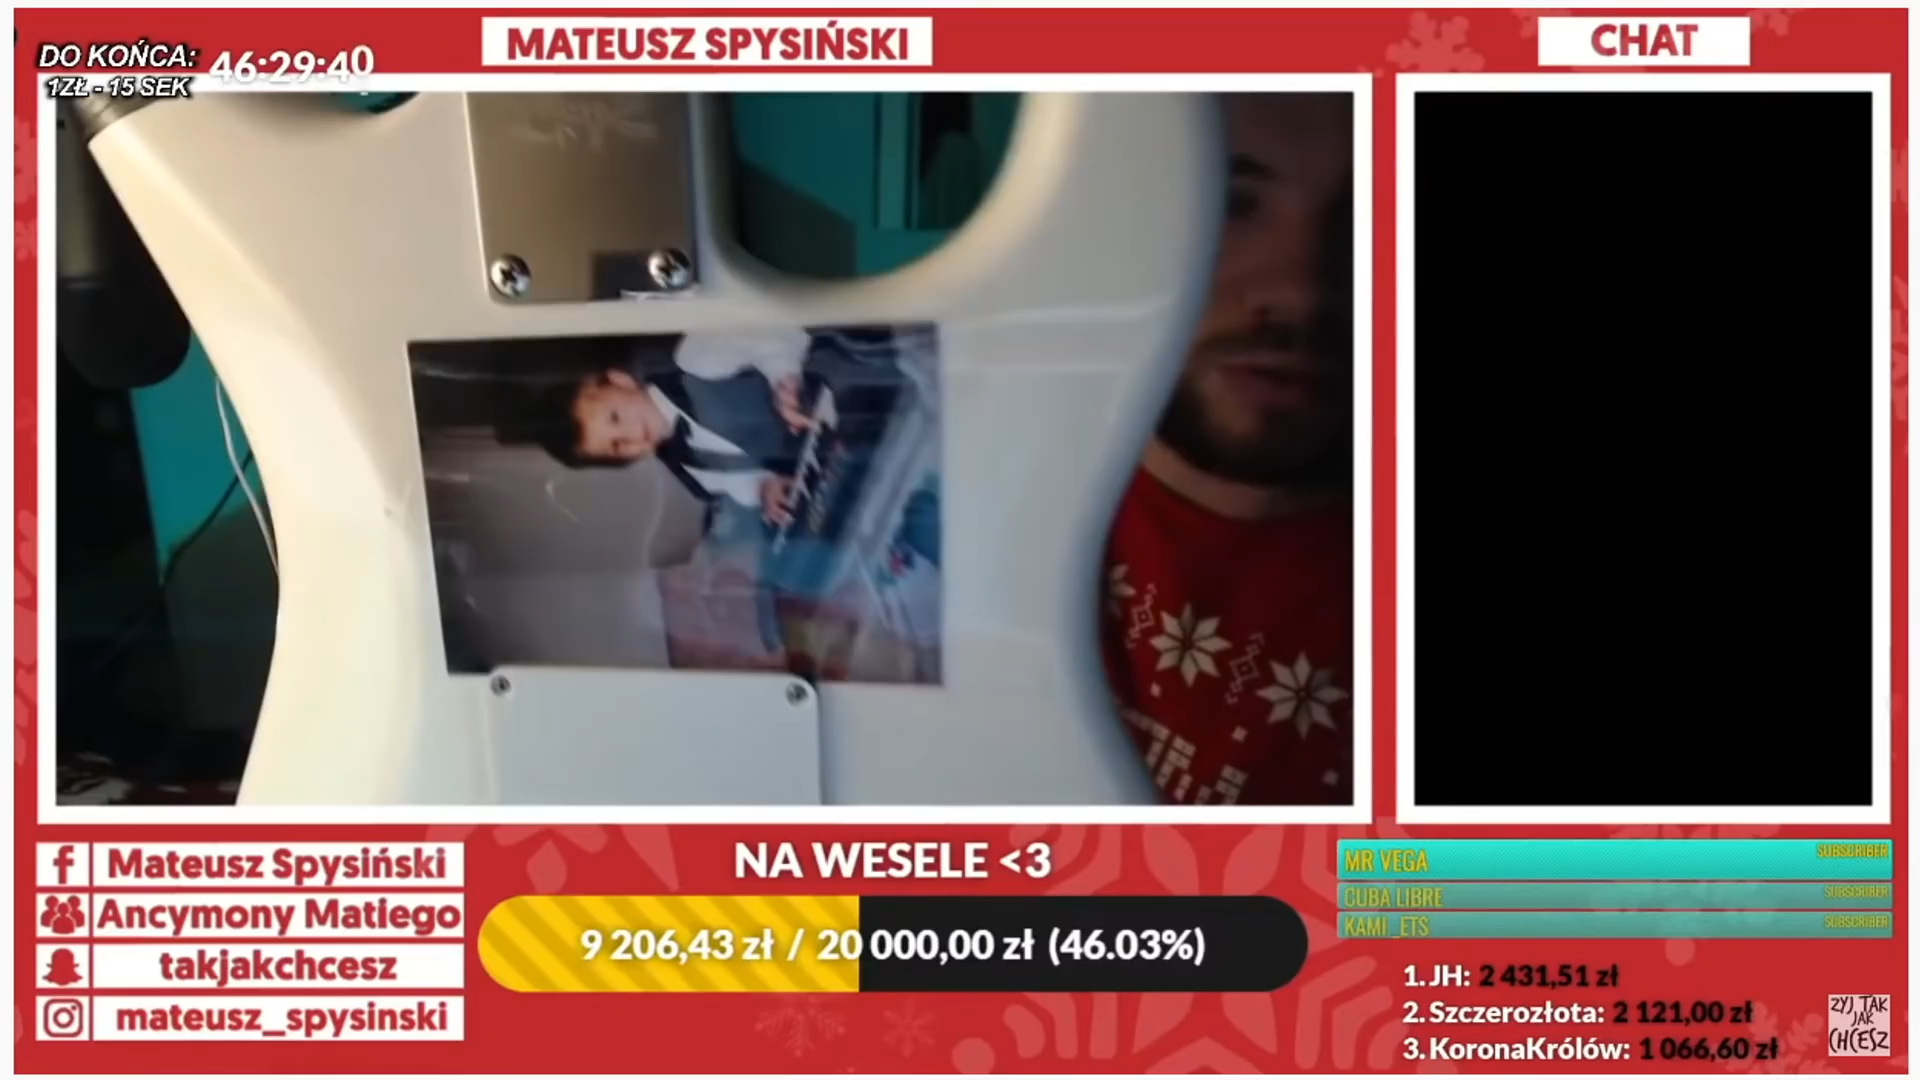 DO KOŃCA: 46:29:40
1ZŁ - 15 SEK
MATEUSZ SPYSIŃSKI
CHAT
Mateusz Spysiński
Ancymony Matiego
takjakchcesz
mateusz_spysinski
NA WESELE <3
9 206,43 zł / 20 000,00 zł (46.03%)
MR VEGA SUBSCRIBER
CUBA LIBRE SUBSCRIBER
KAMI_ETS SUBSCRIBER
1. JH: 2 431,51 zł
2. Szczerozłota: 2 121,00 zł
3. KoronaKrólów: 1 066,60 zł
ŻYJ TAK
JAK
CHCESZ